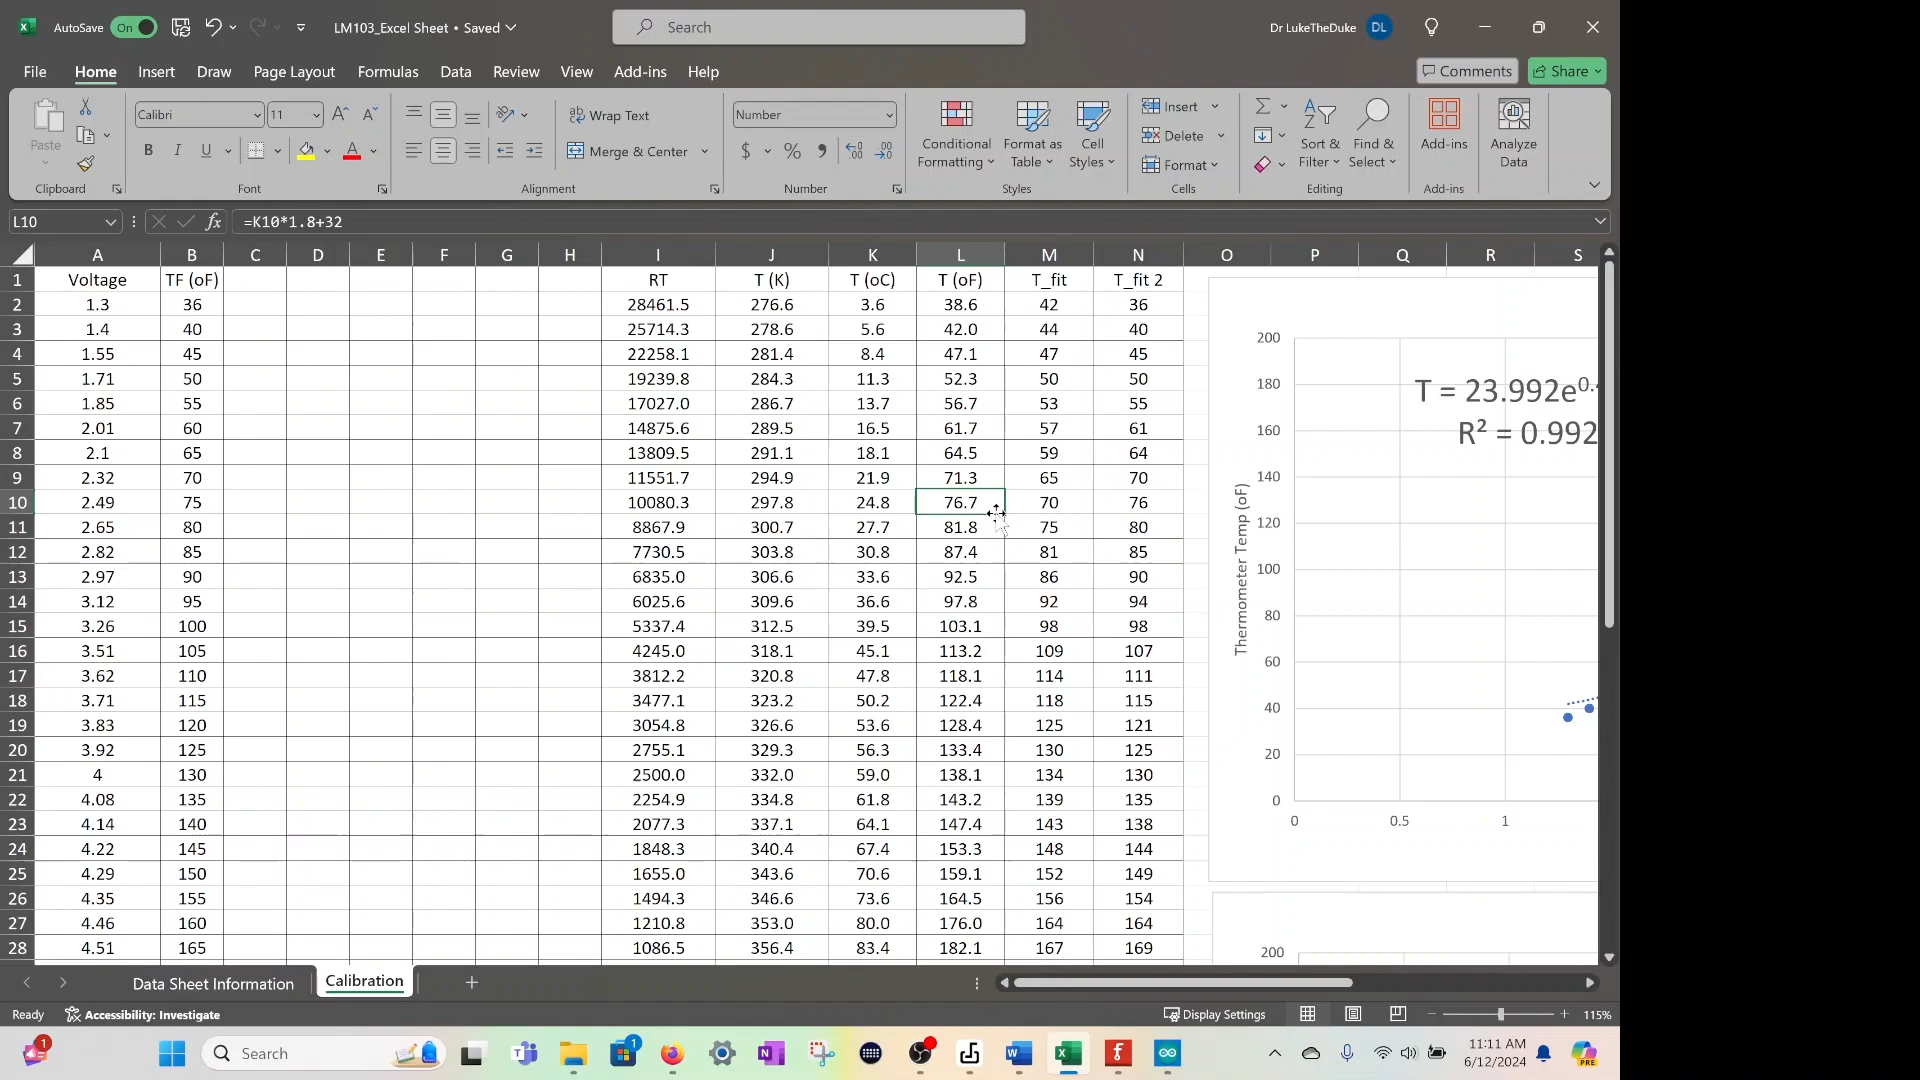 AutoSave On LM103_Excel Sheet • Saved Search Dr LukeTheDuke DL
File Home Insert Draw Page Layout Formulas Data Review View Add-ins Help Comments Share
Paste Calibri 11 Wrap Text Number Insert
B I U Merge & Center $ % Conditional Formatting Format as Table Cell Styles Delete Format Sort & Filter Find & Select Add-ins Analyze Data
Clipboard Font Alignment Number Styles Cells Editing Add-ins
L10 fx =K10*1.8+32
A B C D E F G H I J K L M N O P Q R S
1 Voltage TF (oF) RT T (K) T (oC) T (oF) T_fit T_fit 2
2 1.3 36 28461.5 276.6 3.6 38.6 42 36
3 1.4 40 25714.3 278.6 5.6 42.0 44 40
4 1.55 45 22258.1 281.4 8.4 47.1 47 45
5 1.71 50 19239.8 284.3 11.3 52.3 50 50
6 1.85 55 17027.0 286.7 13.7 56.7 53 55
7 2.01 60 14875.6 289.5 16.5 61.7 57 61
8 2.1 65 13809.5 291.1 18.1 64.5 59 64
9 2.32 70 11551.7 294.9 21.9 71.3 65 70
10 2.49 75 10080.3 297.8 24.8 76.7 70 76
11 2.65 80 8867.9 300.7 27.7 81.8 75 80
12 2.82 85 7730.5 303.8 30.8 87.4 81 85
13 2.97 90 6835.0 306.6 33.6 92.5 86 90
14 3.12 95 6025.6 309.6 36.6 97.8 92 94
15 3.26 100 5337.4 312.5 39.5 103.1 98 98
16 3.51 105 4245.0 318.1 45.1 113.2 109 107
17 3.62 110 3812.2 320.8 47.8 118.1 114 111
18 3.71 115 3477.1 323.2 50.2 122.4 118 115
19 3.83 120 3054.8 326.6 53.6 128.4 125 121
20 3.92 125 2755.1 329.3 56.3 133.4 130 125
21 4 130 2500.0 332.0 59.0 138.1 134 130
22 4.08 135 2254.9 334.8 61.8 143.2 139 135
23 4.14 140 2077.3 337.1 64.1 147.4 143 138
24 4.22 145 1848.3 340.4 67.4 153.3 148 144
25 4.29 150 1655.0 343.6 70.6 159.1 152 149
26 4.35 155 1494.3 346.6 73.6 164.5 156 154
27 4.46 160 1210.8 353.0 80.0 176.0 164 164
28 4.51 165 1086.5 356.4 83.4 182.1 167 169
Thermometer Temp (oF)
200
180
160
140
120
100
80
60
40
20
0
0 0.5 1
T = 23.992e0.
R² = 0.992
200
Data Sheet Information Calibration
Ready Accessibility: Investigate Display Settings 115%
1 Search 1 11:11 AM
6/12/2024
PRE